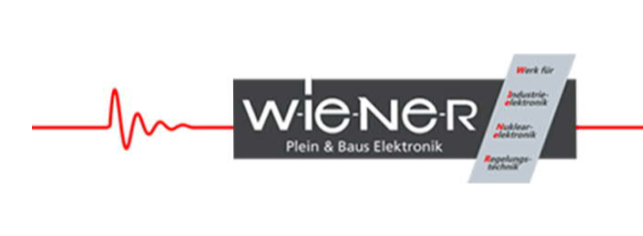 W-ie-Ne-R
Plein & Baus Elektronik
Werk für
Industrie-
elektronik
Nuklear-
elektronik
Regelungs-
technik